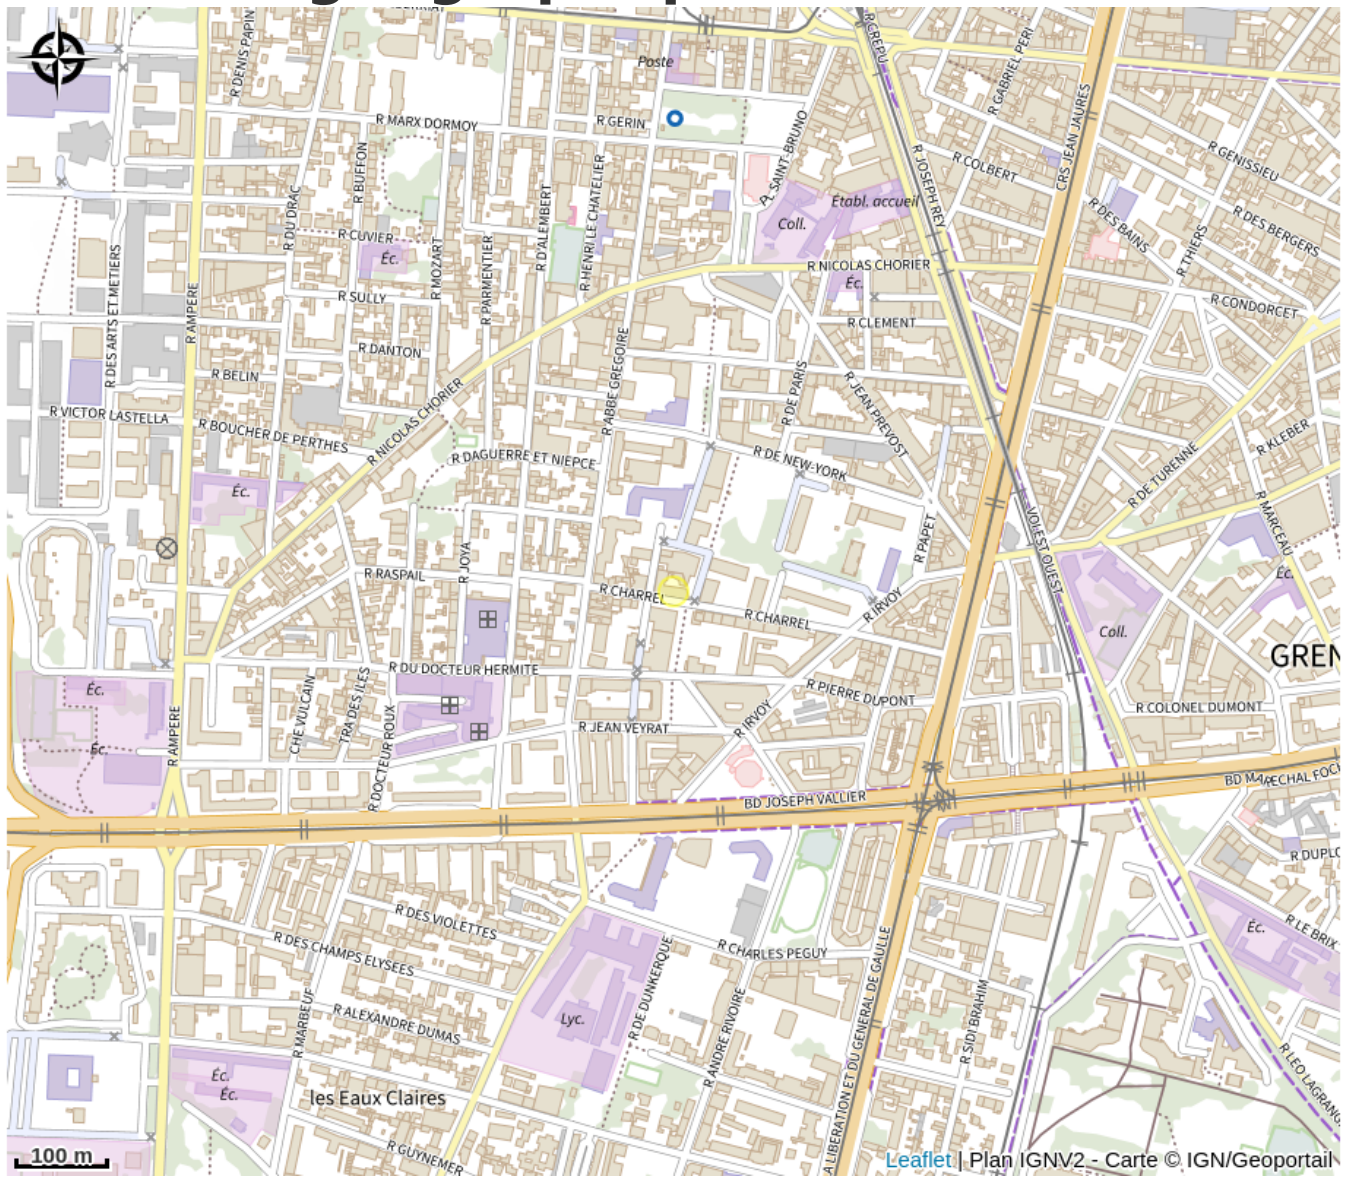 R DENIS PAPIN
Poste
R CREPU
R GABRIEL PERI
CRS JEAN JAURES
R MARX DORMOY
R GERIN
PL SAINT-BRUNO
R JOSEPH REY
R COLBERT
R GENISSIEU
R BUFFON
R DU DRAC
R CUVIER
Éc.
R MOZART
R PARMENTIER
R D'ALEMBERT
R HENRI LE CHATELIER
Coll.
Établ. accueil
R DES BAINS
R THIERS
R DES BERGERS
R DES ARTS ET METIERS
R AMPERE
R SULLY
R NICOLAS CHORIER
Éc.
R CLEMENT
R CONDORCET
R DANTON
R BELIN
R ABBE GREGOIRE
R DE PARIS
R JEAN PREVOST
R VICTOR LASTELLA
R BOUCHER DE PERTHES
R NICOLAS CHORIER
R DAGUERRE ET NIEPCE
R DE NEW-YORK
R DE TURENNE
R KLEBER
Éc.
R JOYA
R PAPET
VOI EST OUEST
R MARCEAU
R RASPAIL
R CHARREL
R CHARREL
R IRVOY
Éc.
Coll.
GREN
R DU DOCTEUR HERMITE
R PIERRE DUPONT
Éc.
CHE VULCAIN
TRA DES ILES
R DOCTEUR ROUX
R JEAN VEYRAT
R IRVOY
R COLONEL DUMONT
Éc.
R AMPERE
BD JOSEPH VALLIER
BD MARECHAL FOCH
R DUPLO
R DES VIOLETTES
R DES CHAMPS ELYSEES
R CHARLES PEGUY
R LE BRIX
Éc.
R DE DUNKERQUE
R MARBEUF
R ALEXANDRE DUMAS
Lyc.
R ANDRE RIVOIRE
LA LIBERATION ET DU GENERAL DE GAULLE
R SIDI BRAHIM
R LEO LAGRANG
Éc.
Éc.
les Eaux Claires
R GUYNEMER
100 m
Leaflet | Plan IGNV2 - Carte © IGN/Geoportail